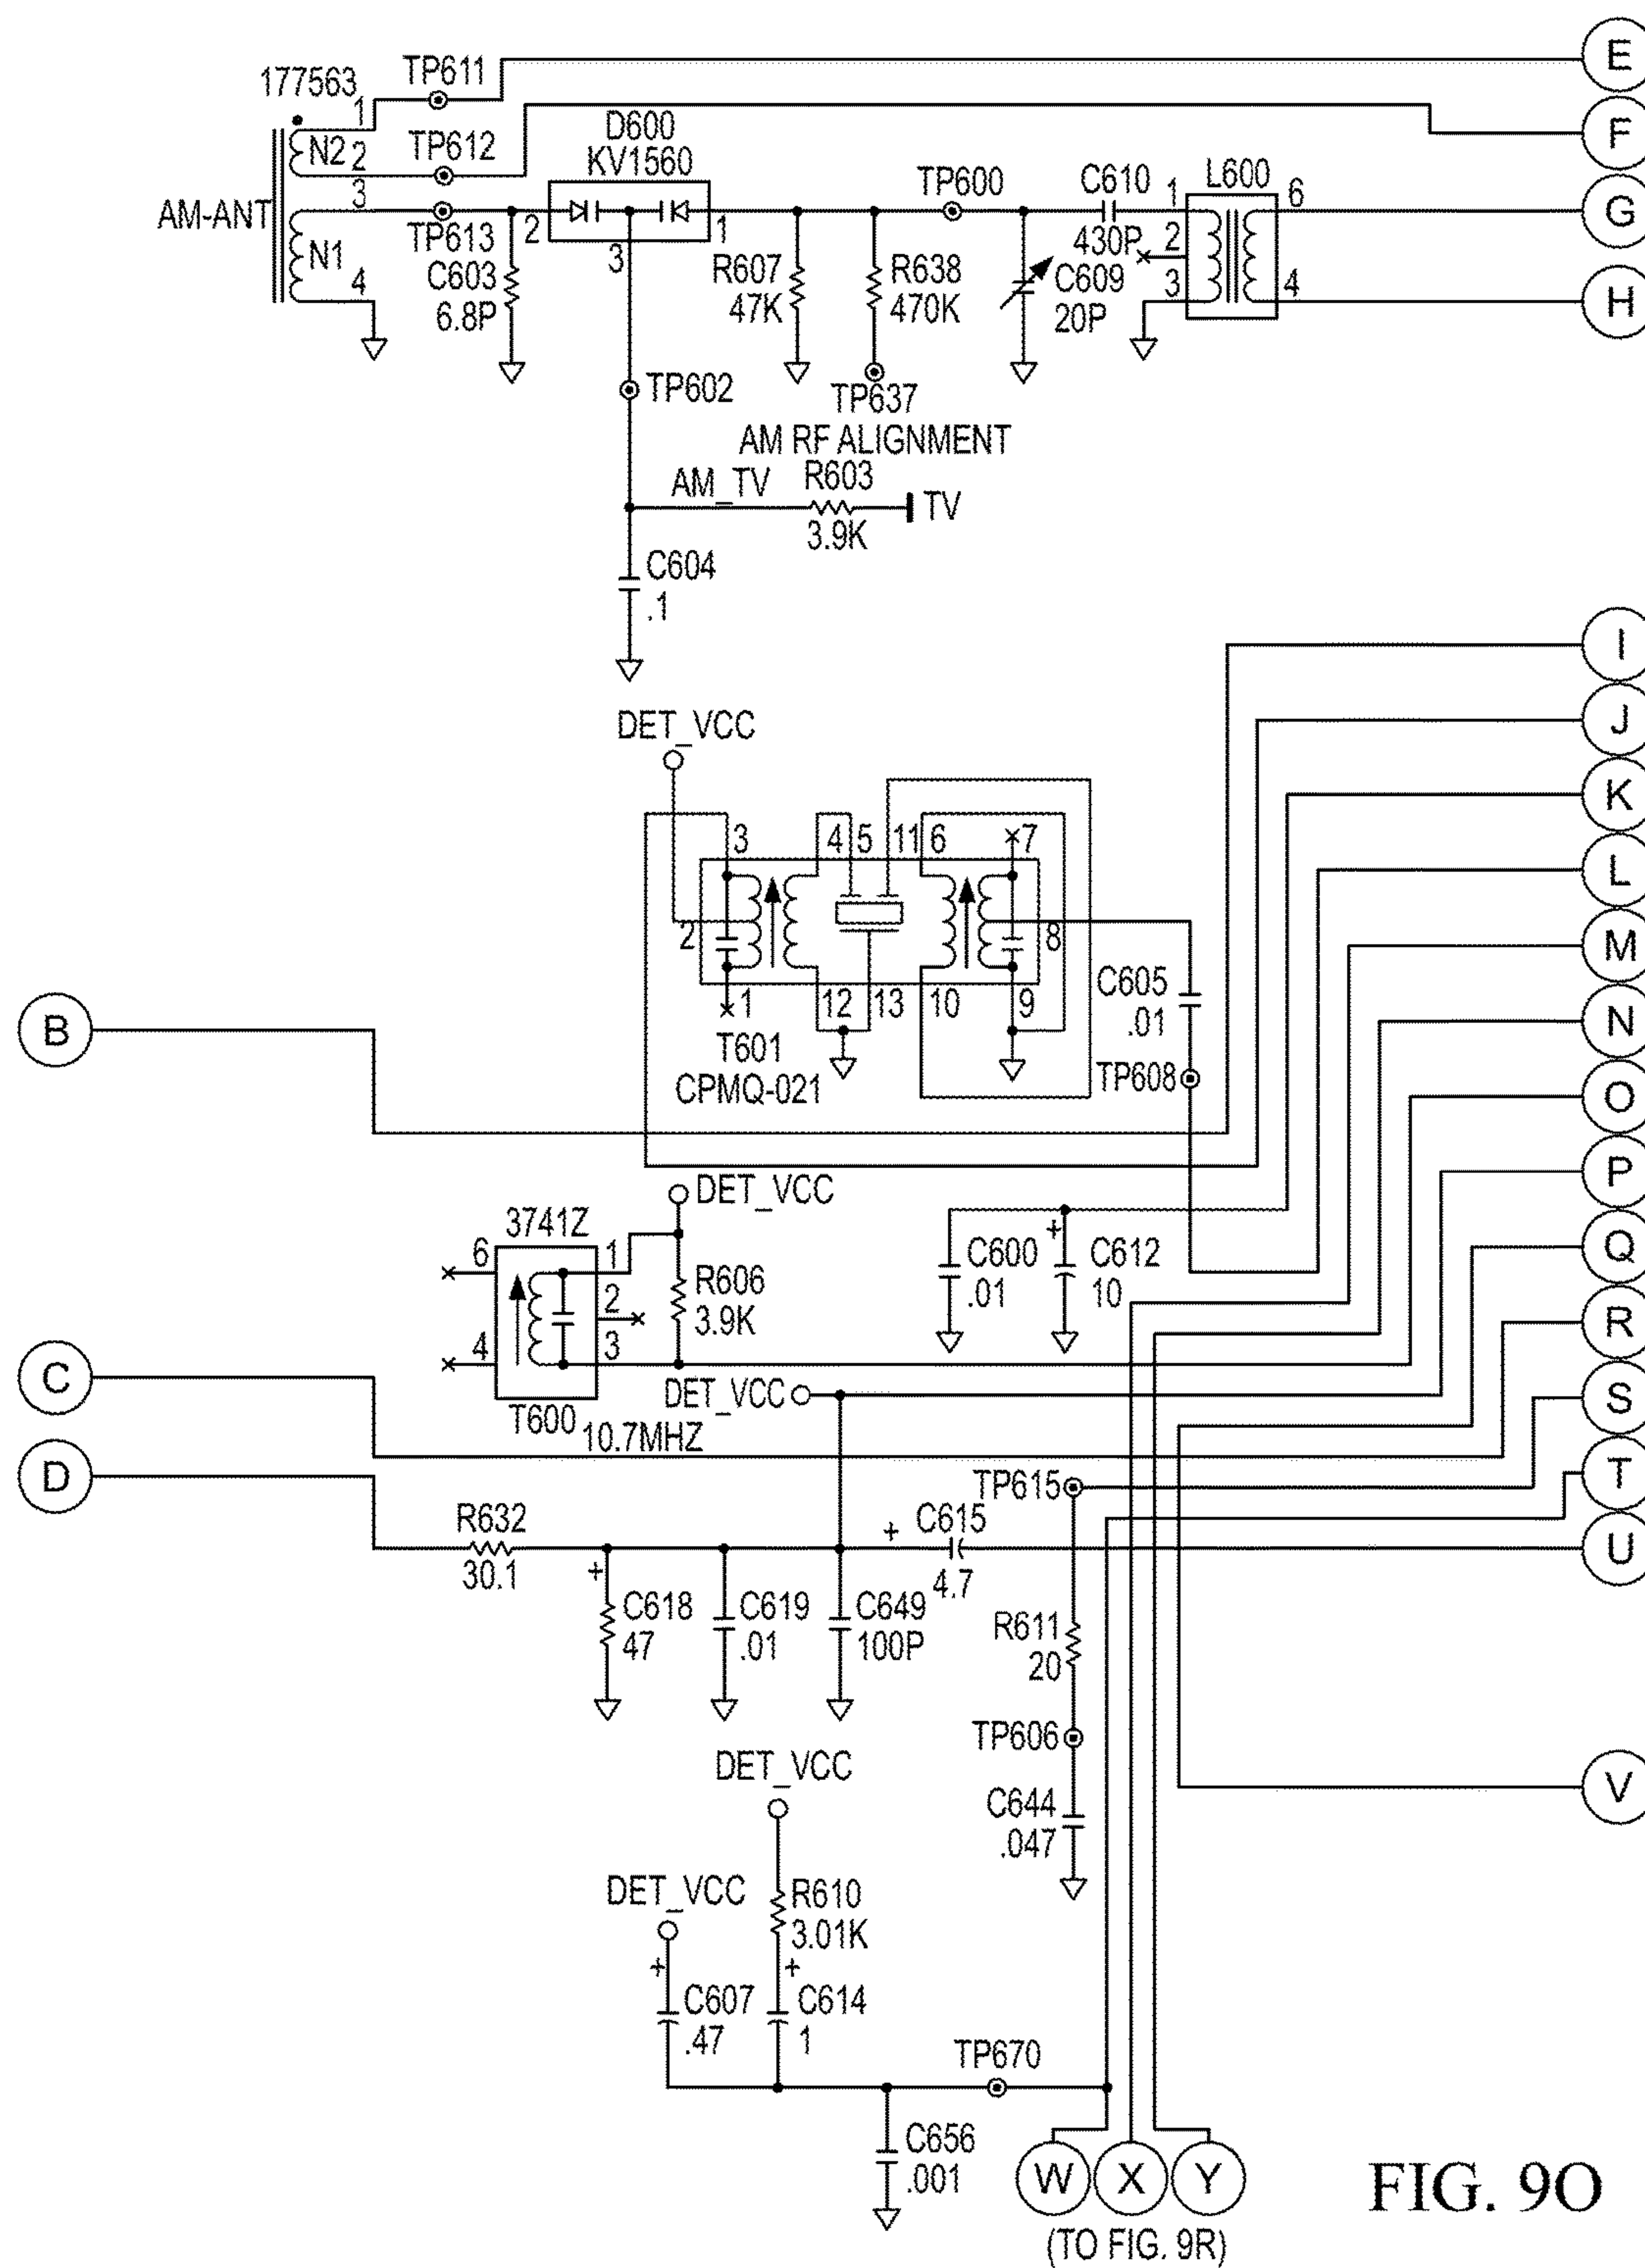 E
177563
TP611
1
D600
KV1560
F
N2
2
TP612
3
TP600
C610
L600
AM-ANT
1
6
G
TP613
2
1
430P
2
N1
3
C603
6.8P
R607
47K
R638
470K
C609
20P
4
3
4
H
TP602
TP637
AM RF ALIGNMENT
AM_TV
R603
TV
3.9K
C604
.1
I
DET_VCC
J
K
3
4
5
11
6
7
L
2
8
M
C605
.01
1
12
13
10
9
N
B
T601
CPMQ-021
TP608
O
P
DET_VCC
3741Z
6
1
C600
.01
+
C612
10
Q
R606
3.9K
2
4
3
R
C
DET_VCC
S
T600
10.7MHZ
D
TP615
T
R632
30.1
+
C615
4.7
U
+
C618
47
C619
.01
C649
100P
R611
20
TP606
DET_VCC
V
C644
.047
DET_VCC
R610
3.01K
+
+
C607
.47
C614
1
TP670
C656
.001
W
X
Y
FIG. 9O
(TO FIG. 9R)